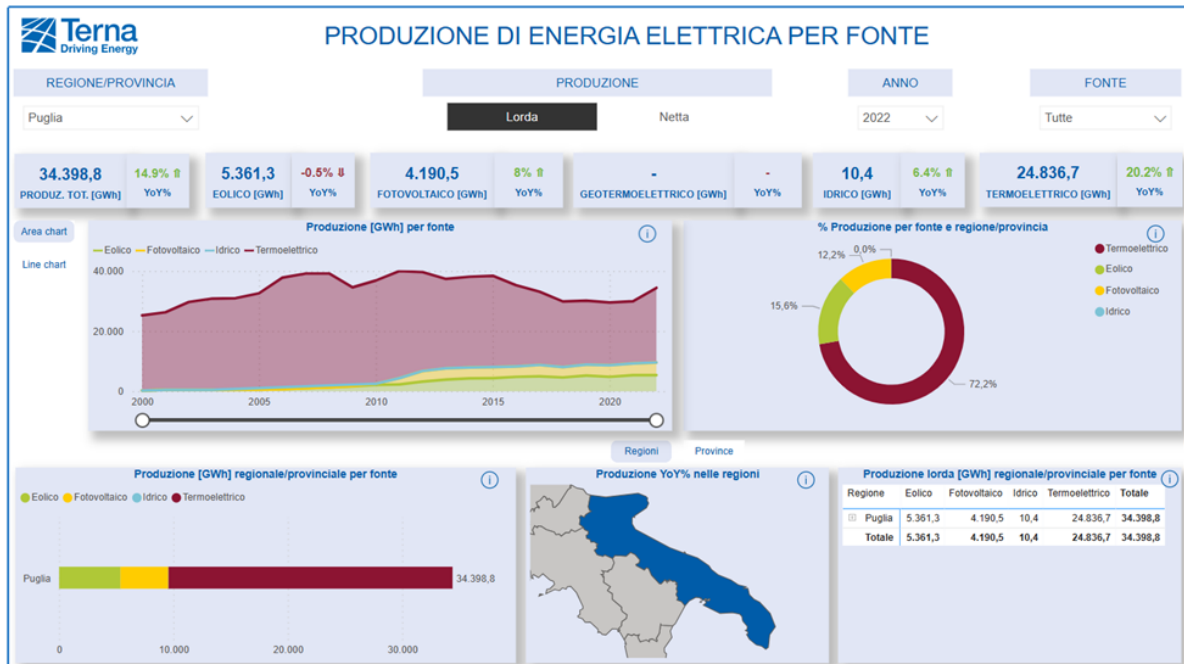 Terna
Driving Energy
PRODUZIONE DI ENERGIA ELETTRICA PER FONTE
REGIONE/PROVINCIA
PRODUZIONE
ANNO
FONTE
Puglia
Lorda
Netta
2022
Tutte
34.398,8
14.9% ⇧
5.361,3
-0.5% ⇩
4.190,5
8% ⇧
-
-
10,4
6.4% ⇧
24.836,7
20.2% ⇧
PRODUZ. TOT. [GWh]
YoY%
EOLICO [GWh]
YoY%
FOTOVOLTAICO [GWh]
YoY%
GEOTERMOELETTRICO [GWh]
YoY%
IDRICO [GWh]
YoY%
TERMOELETTRICO [GWh]
YoY%
Area chart
Line chart
Produzione [GWh] per fonte
Eolico Fotovoltaico Idrico Termoelettrico
40.000
20.000
0
2000 2005 2010 2015 2020
% Produzione per fonte e regione/provincia
0,0%
12,2%
15,6%
72,2%
Termoelettrico
Eolico
Fotovoltaico
Idrico
Regioni
Province
Produzione [GWh] regionale/provinciale per fonte
Eolico Fotovoltaico Idrico Termoelettrico
Puglia
34.398,8
0 10.000 20.000 30.000
Produzione YoY% nelle regioni
Produzione lorda [GWh] regionale/provinciale per fonte
Regione Eolico Fotovoltaico Idrico Termoelettrico Totale
Puglia 5.361,3 4.190,5 10,4 24.836,7 34.398,8
Totale 5.361,3 4.190,5 10,4 24.836,7 34.398,8